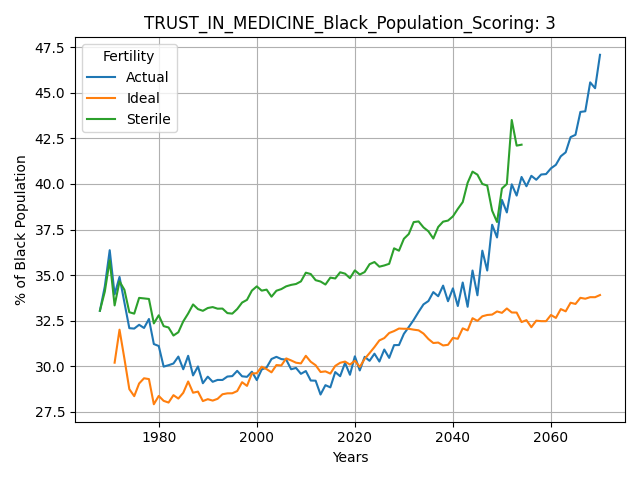 TRUST_IN_MEDICINE_Black_Population_Scoring: 3
Fertility
Actual
Ideal
Sterile
% of Black Population
47.5
45.0
42.5
40.0
37.5
35.0
32.5
30.0
27.5
1980
2000
2020
2040
2060
Years